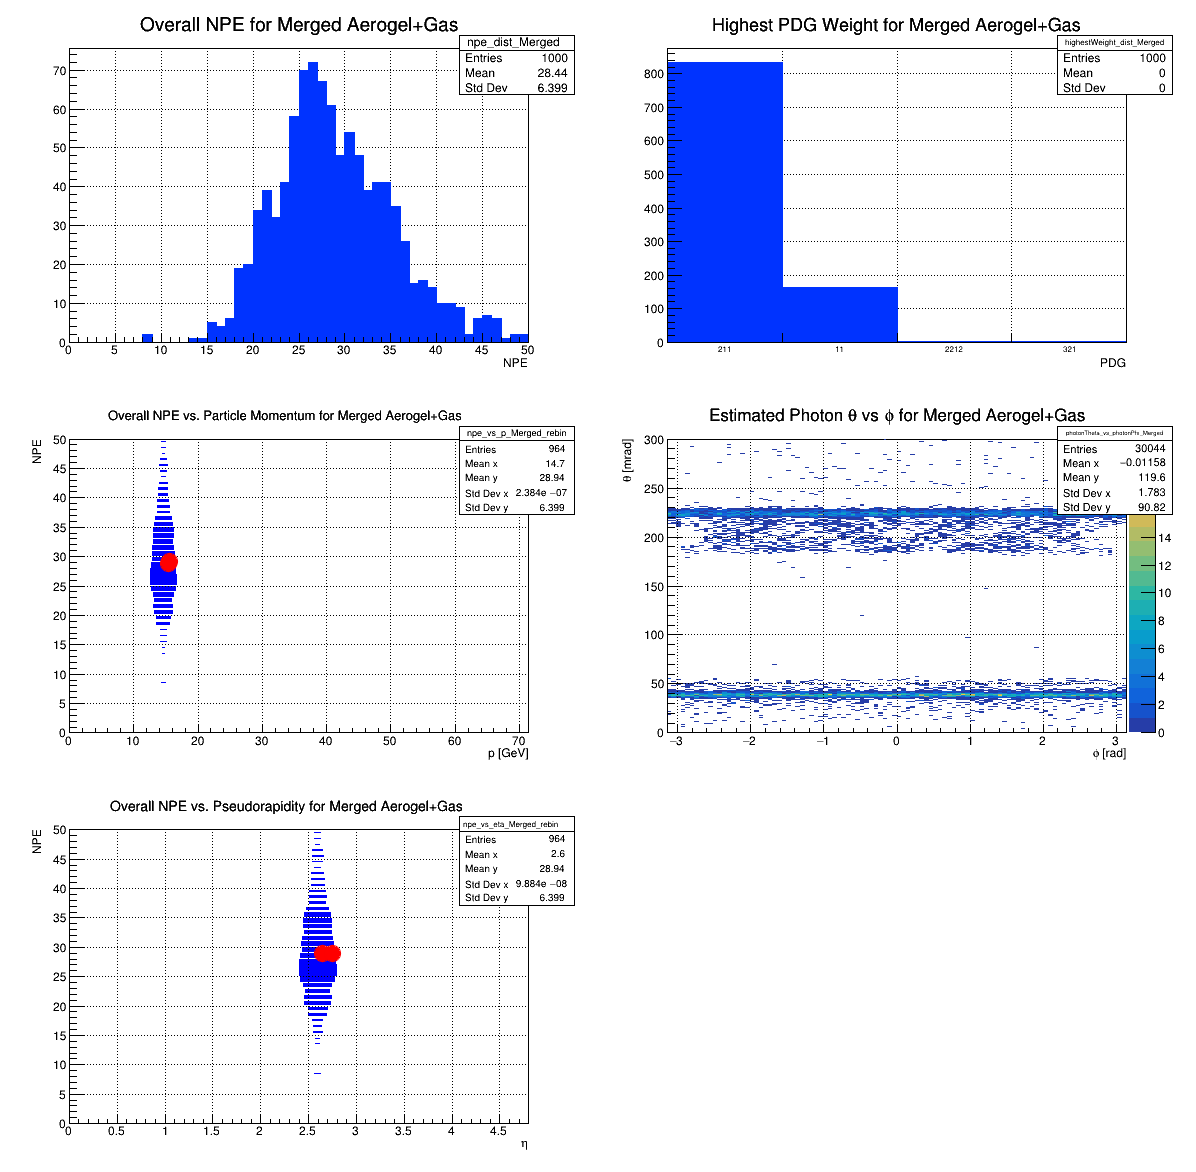 Overall NPE for Merged Aerogel+Gas
npe_dist_Merged
Entries 1000
Mean 28.44
Std Dev 6.399
70
60
50
40
30
20
10
0
0 5 10 15 20 25 30 35 40 45 50
NPE
Highest PDG Weight for Merged Aerogel+Gas
highestWeight_dist_Merged
Entries 1000
Mean 0
Std Dev 0
800
700
600
500
400
300
200
100
0
211 11 2212 321
PDG
Overall NPE vs. Particle Momentum for Merged Aerogel+Gas
npe_vs_p_Merged_rebin
Entries 964
Mean x 14.7
Mean y 28.94
Std Dev x 2.384e −07
Std Dev y 6.399
NPE
50
45
40
35
30
25
20
15
10
5
0
0 10 20 30 40 50 60 70
p [GeV]
Estimated Photon θ vs ϕ for Merged Aerogel+Gas
photonTheta_vs_photonPhi_Merged
Entries 30044
Mean x −0.01158
Mean y 119.6
Std Dev x 1.783
Std Dev y 90.82
θ [mrad]
300
250
200
150
100
50
0
−3 −2 −1 0 1 2 3
ϕ [rad]
14
12
10
8
6
4
2
0
Overall NPE vs. Pseudorapidity for Merged Aerogel+Gas
npe_vs_eta_Merged_rebin
Entries 964
Mean x 2.6
Mean y 28.94
Std Dev x 9.884e −08
Std Dev y 6.399
NPE
50
45
40
35
30
25
20
15
10
5
0
0 0.5 1 1.5 2 2.5 3 3.5 4 4.5
η